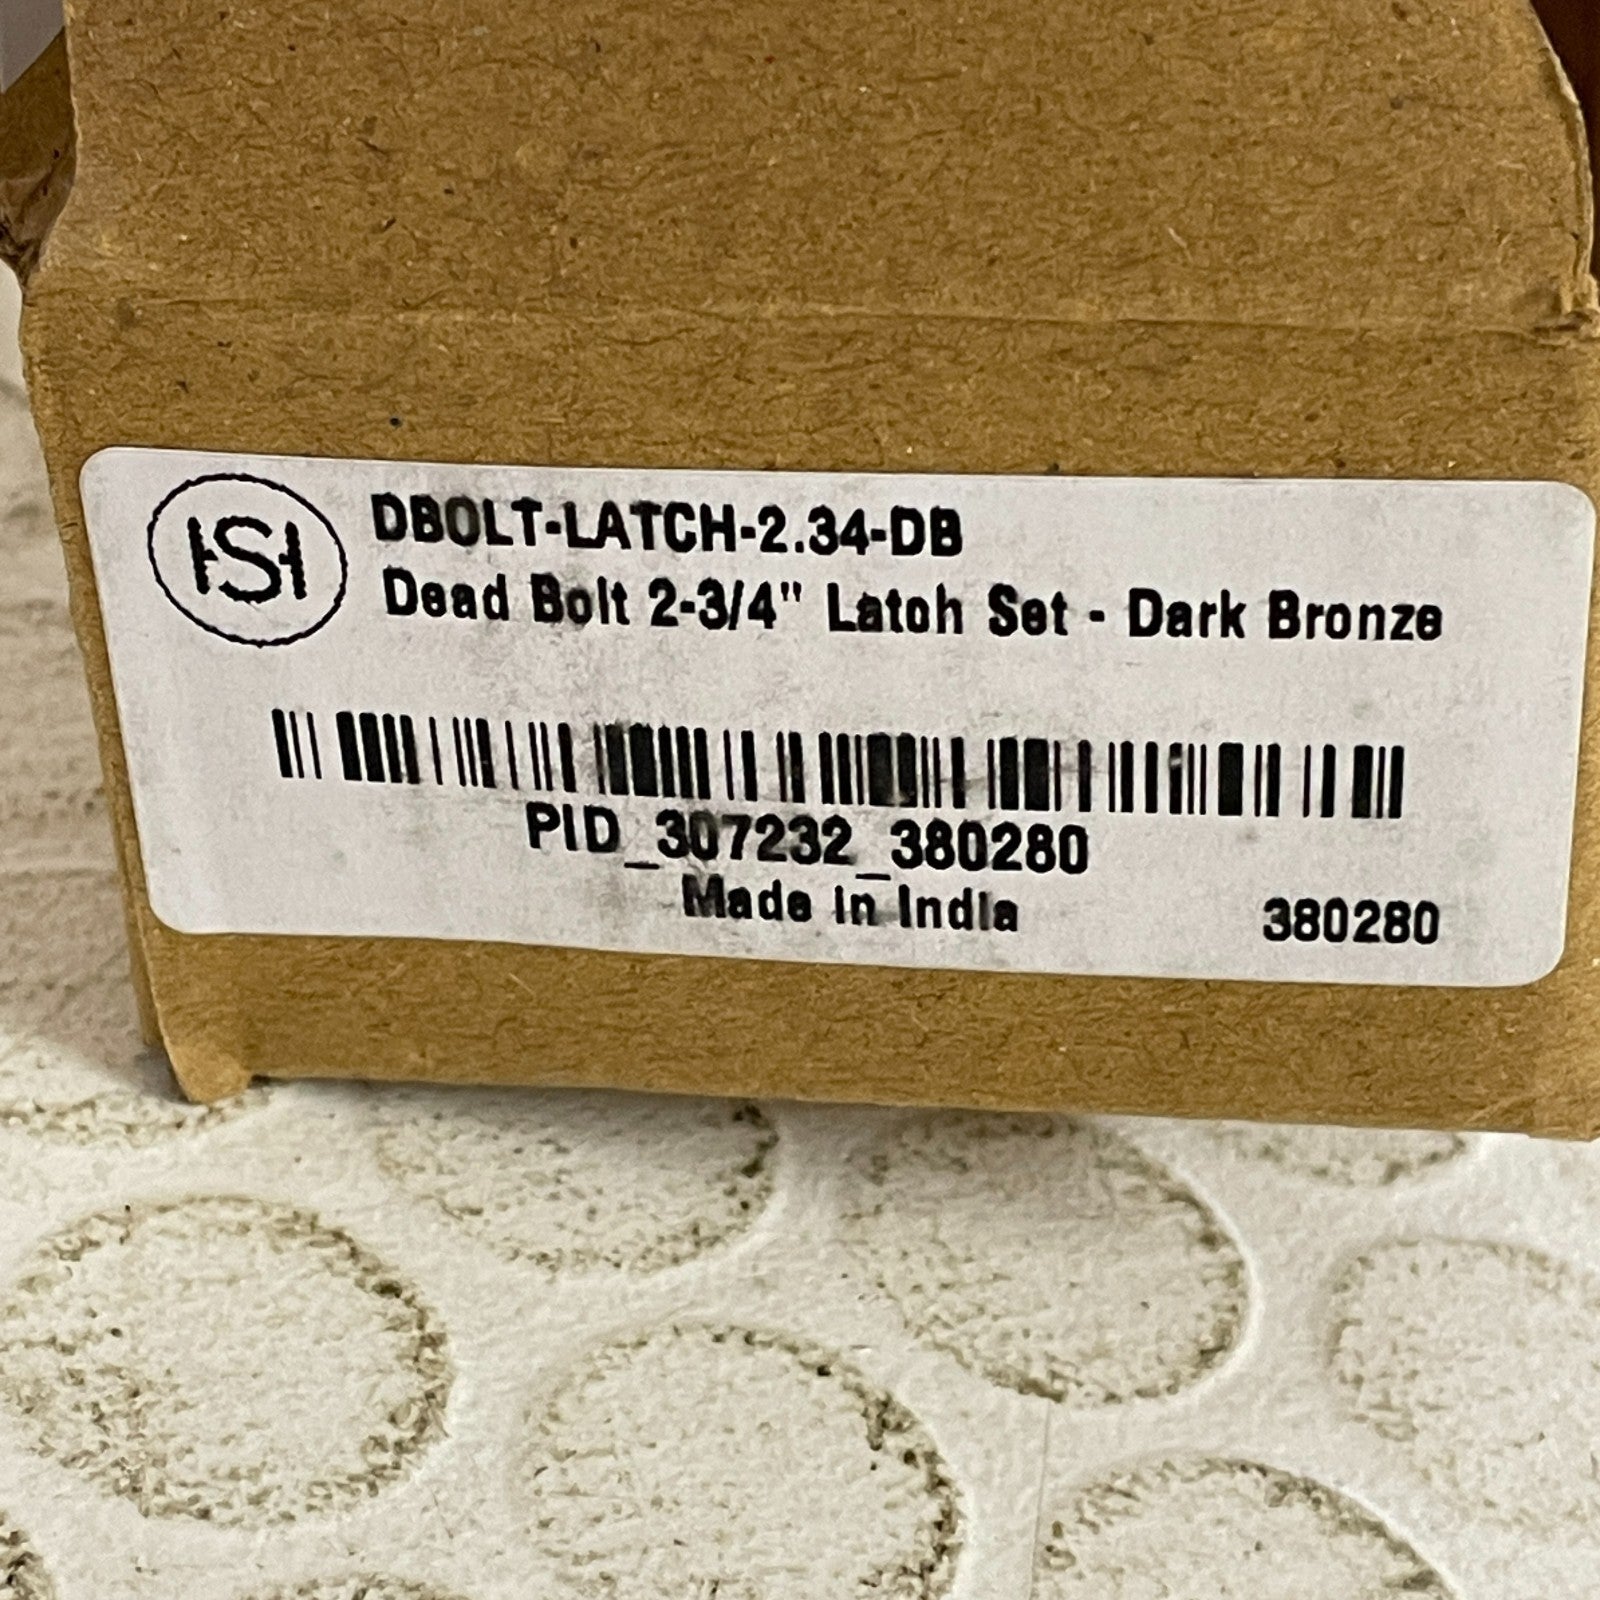 HSH
DBOLT-LATCH-2.34-DB
Dead Bolt 2-3/4" Latch Set - Dark Bronze
PID_307232_380280
Made in India
380280